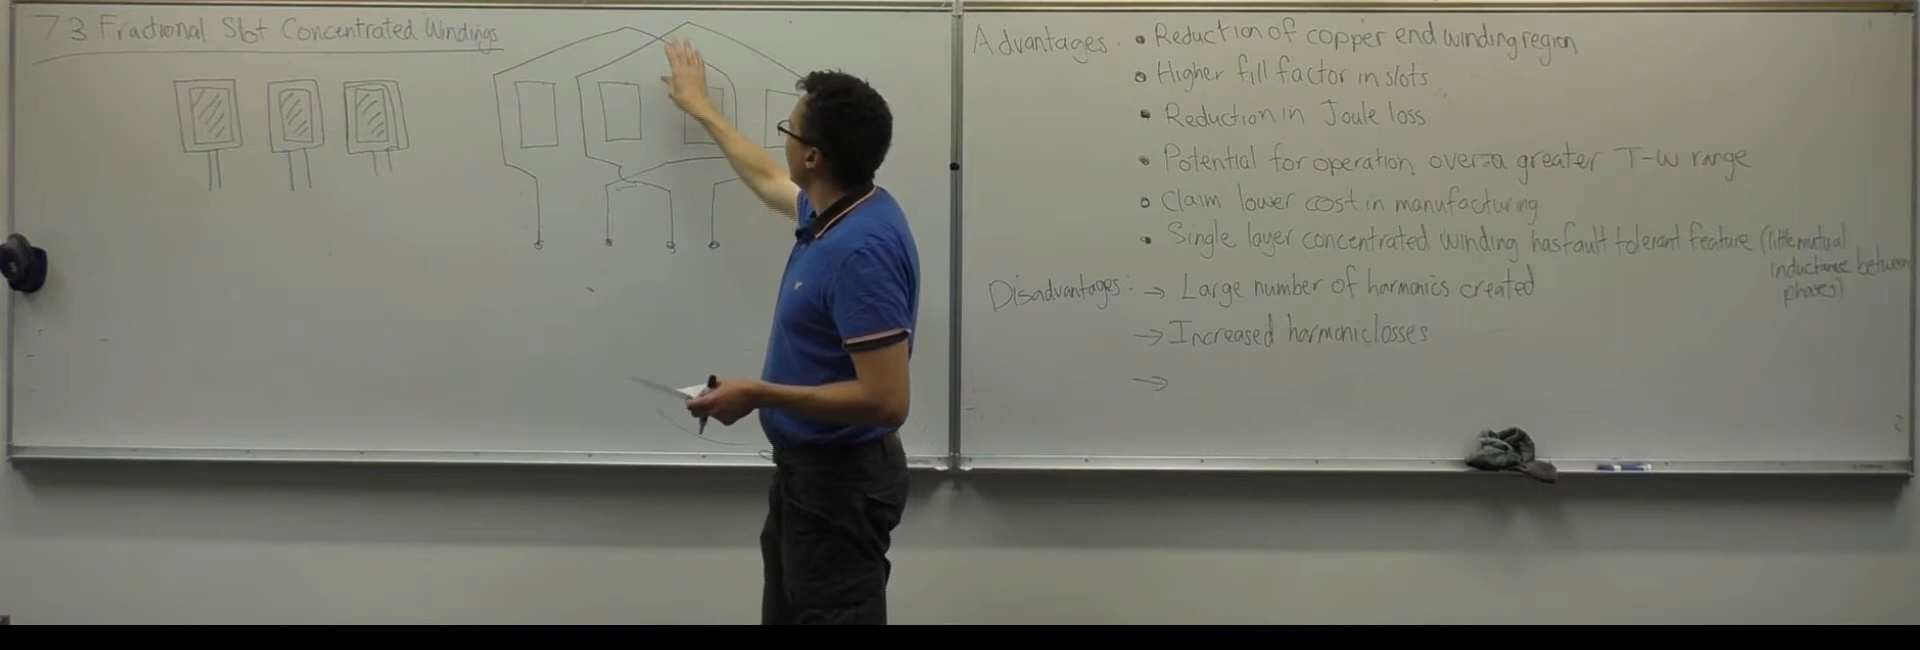 7 3 Fractional Slot Concentrated Windings
Advantages: • Reduction of copper end winding region
• Higher fill factor in slots
• Reduction in Joule loss
• Potential for operation over a greater T-w range
• Claim lower cost in manufacturing
• Single layer concentrated winding has fault tolerant feature (little mutual
inductance between
phases)
Disadvantages: → Large number of harmonics created
→ Increased harmonic losses
→